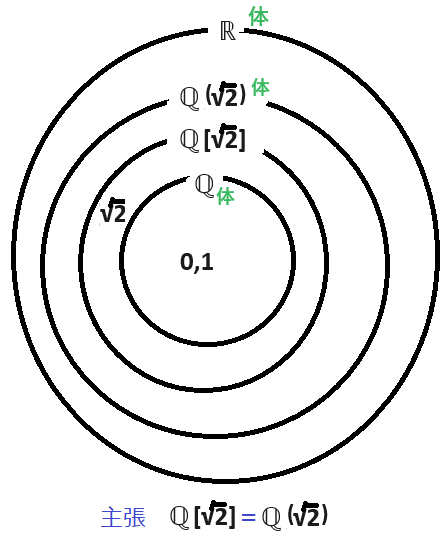 ℝ 体
ℚ(√2) 体
ℚ[√2]
ℚ 体
√2
0,1
主張 ℚ[√2] = ℚ(√2)